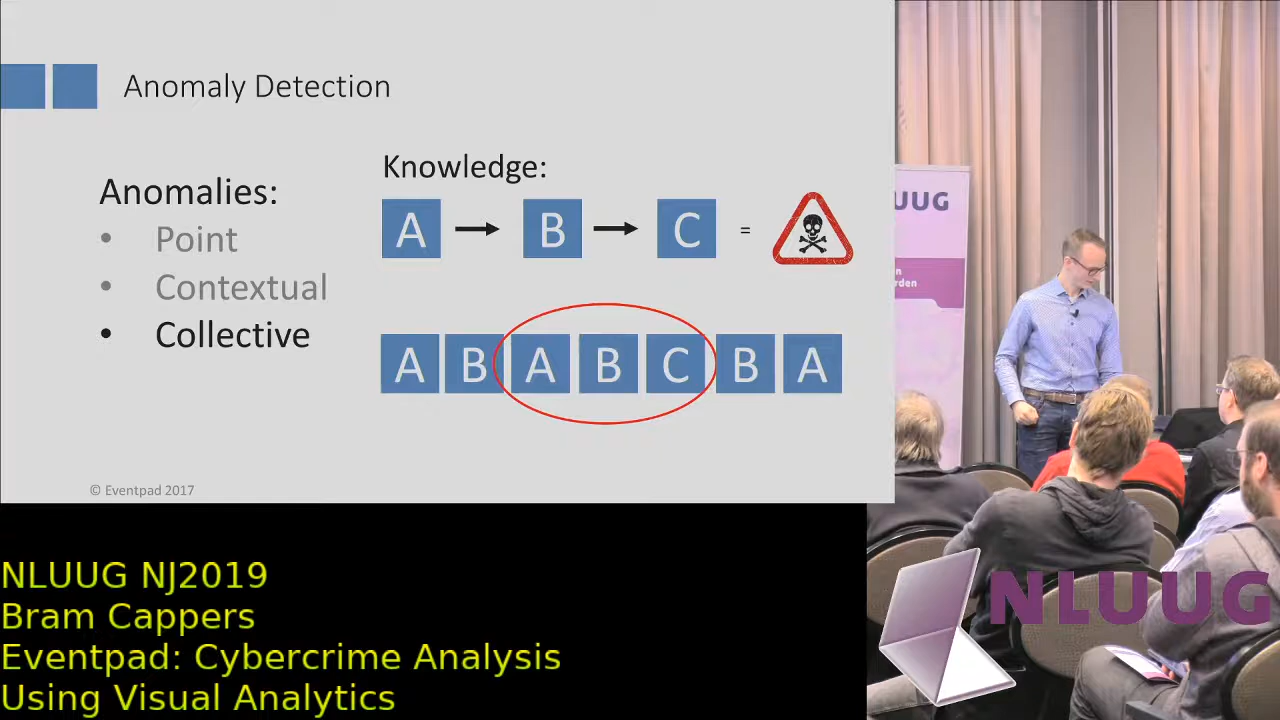 Anomaly Detection
Anomalies:
• Point
• Contextual
• Collective
Knowledge:
A B C =
A B A B C B A
© Eventpad 2017
NLUUG NJ2019
Bram Cappers
Eventpad: Cybercrime Analysis
Using Visual Analytics
UUG
NLUUG